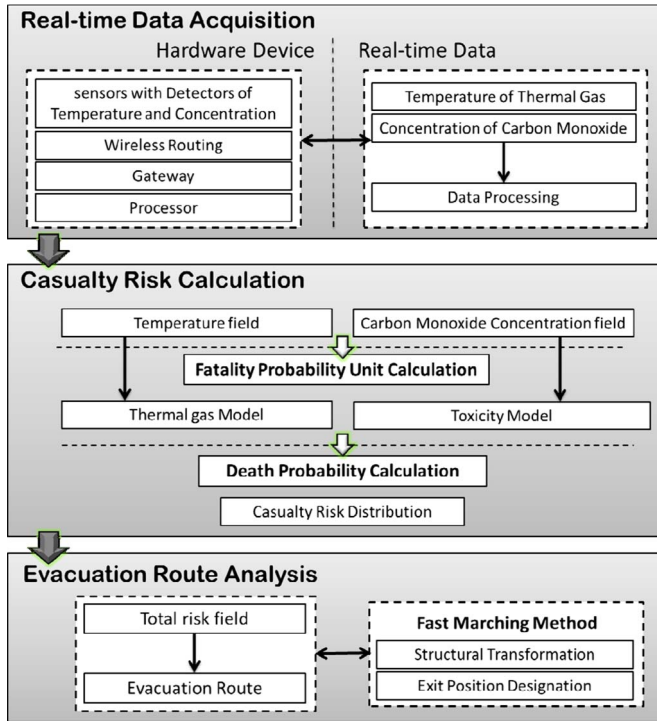 Real-time Data Acquisition
Hardware Device
Real-time Data
sensors with Detectors of
Temperature and Concentration
Wireless Routing
Gateway
Processor
Temperature of Thermal Gas
Concentration of Carbon Monoxide
Data Processing
Casualty Risk Calculation
Temperature field
Carbon Monoxide Concentration field
Fatality Probability Unit Calculation
Thermal gas Model
Toxicity Model
Death Probability Calculation
Casualty Risk Distribution
Evacuation Route Analysis
Total risk field
Evacuation Route
Fast Marching Method
Structural Transformation
Exit Position Designation